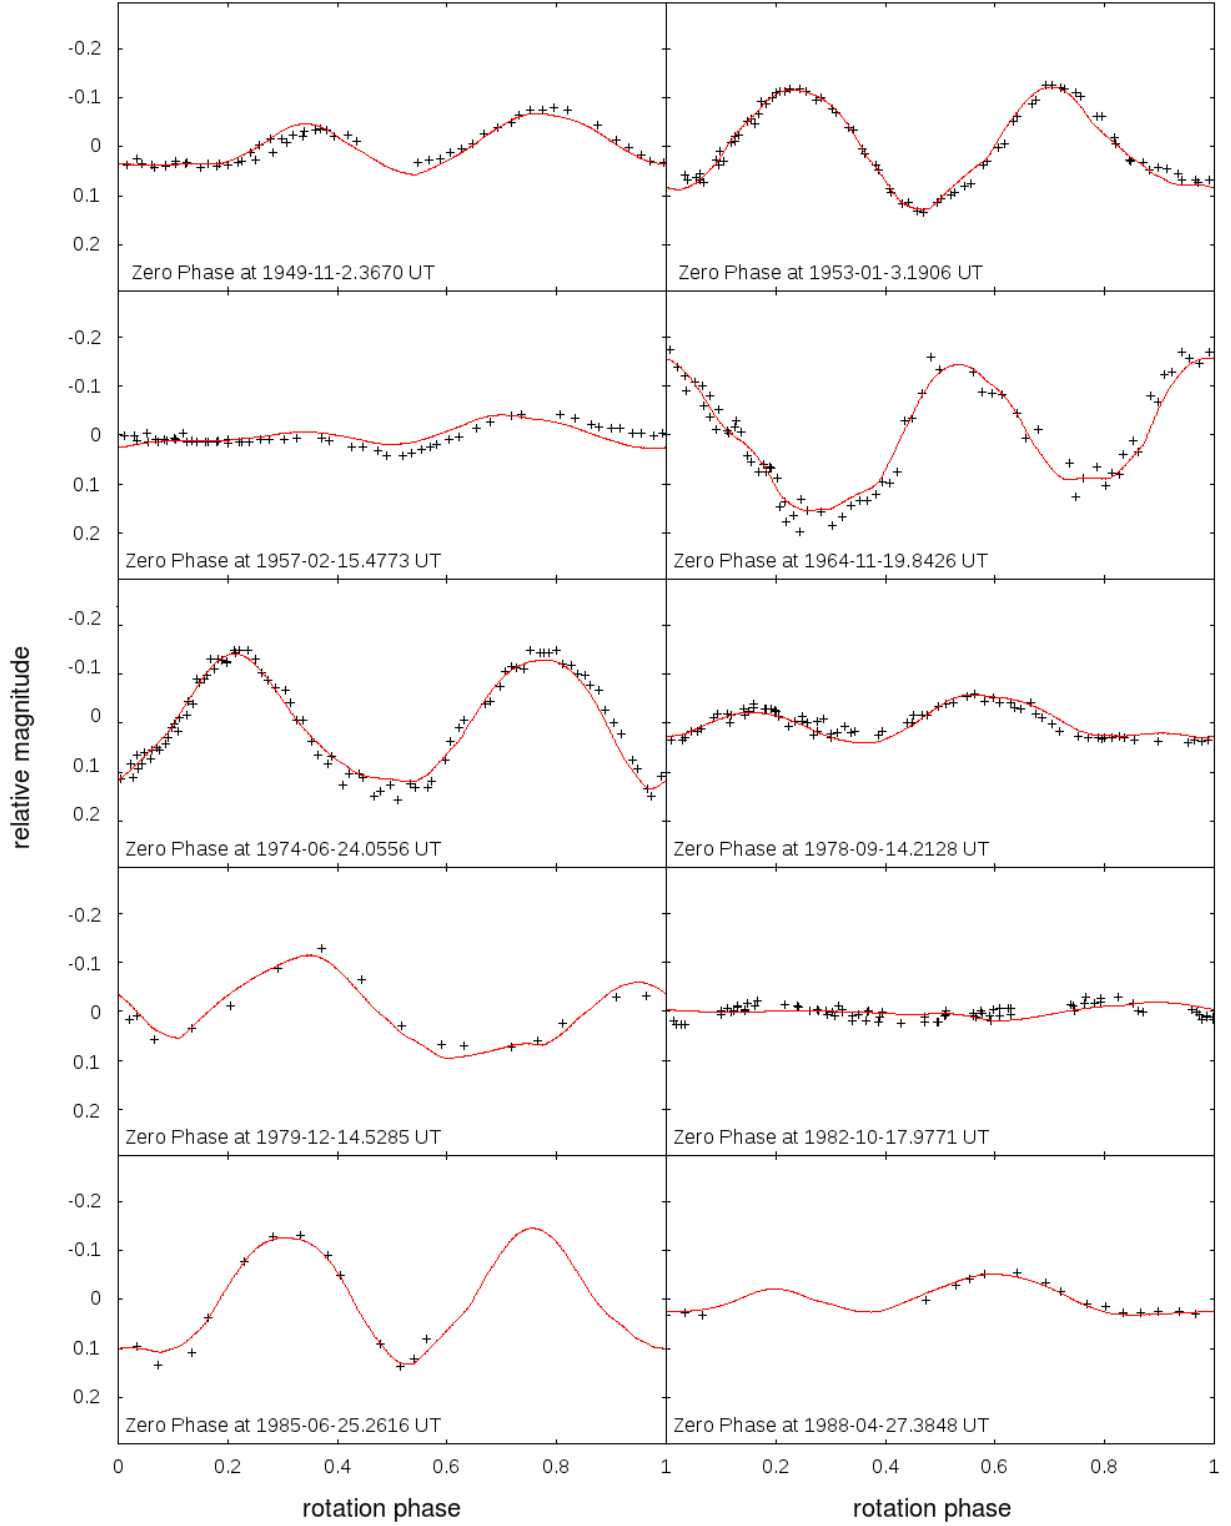 -0.2
-0.1
0
0.1
0.2
Zero Phase at 1949-11-2.3670 UT
Zero Phase at 1953-01-3.1906 UT
-0.2
-0.1
0
0.1
0.2
Zero Phase at 1957-02-15.4773 UT
Zero Phase at 1964-11-19.8426 UT
relative magnitude
-0.2
-0.1
0
0.1
0.2
Zero Phase at 1974-06-24.0556 UT
Zero Phase at 1978-09-14.2128 UT
-0.2
-0.1
0
0.1
0.2
Zero Phase at 1979-12-14.5285 UT
Zero Phase at 1982-10-17.9771 UT
-0.2
-0.1
0
0.1
0.2
Zero Phase at 1985-06-25.2616 UT
Zero Phase at 1988-04-27.3848 UT
0 0.2 0.4 0.6 0.8 1 0.2 0.4 0.6 0.8 1
rotation phase rotation phase